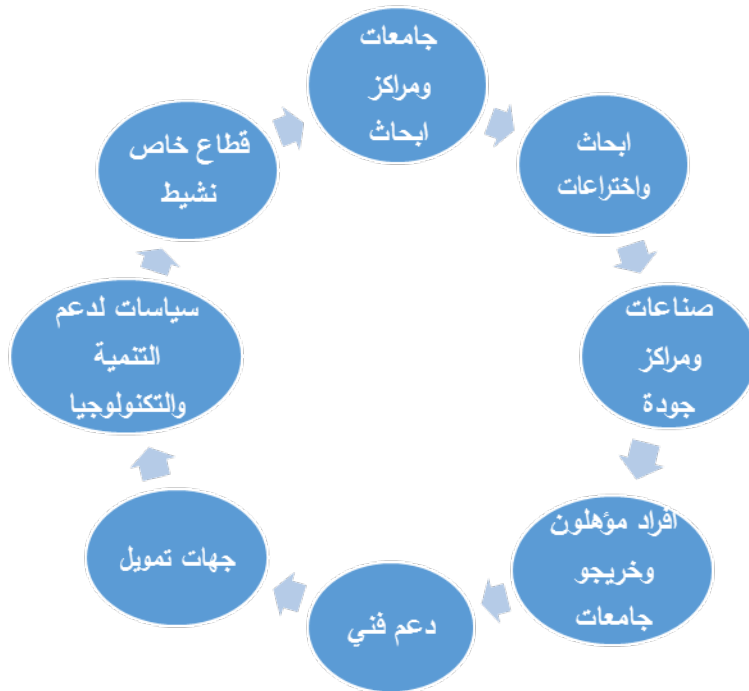 جامعات
ومراكز
ابحاث
ابحاث
واختراعات
صناعات
ومراكز
جودة
افراد مؤهلون
وخريجو
جامعات
دعم فني
جهات تمويل
سياسات لدعم
التنمية
والتكنولوجيا
قطاع خاص
نشيط